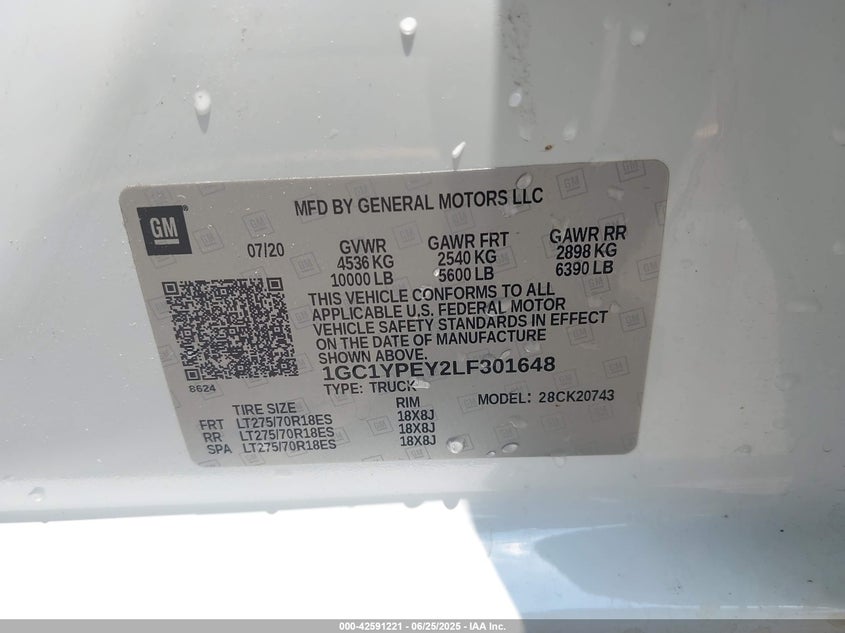 MFD BY GENERAL MOTORS LLC
GM
07/20
GVWR GAWR FRT GAWR RR
4536 KG 2540 KG 2898 KG
10000 LB 5600 LB 6390 LB
THIS VEHICLE CONFORMS TO ALL
APPLICABLE U.S. FEDERAL MOTOR
VEHICLE SAFETY STANDARDS IN EFFECT
ON THE DATE OF MANUFACTURE
SHOWN ABOVE.
1GC1YPEY2LF301648
8624
TYPE: TRUCK
MODEL: 28CK20743
TIRE SIZE RIM
FRT LT275/70R18ES 18X8J
RR LT275/70R18ES 18X8J
SPA LT275/70R18ES 18X8J
000-42591221 - 06/25/2025 - IAA Inc.